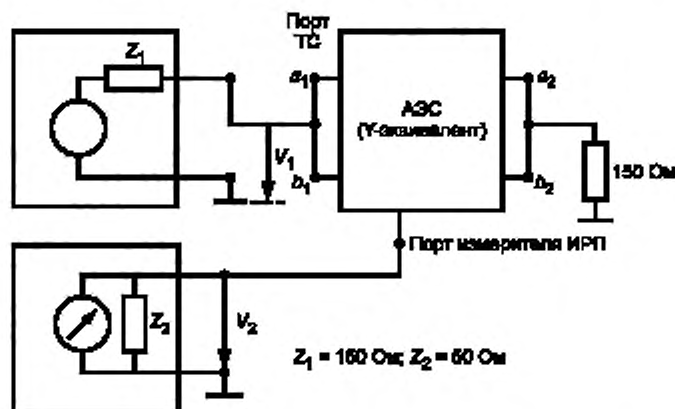 Порт
ТС
Z1
a1
a2
АЭС
(Y-эквивалент)
V1
b1
b2
150 Ом
Порт измерителя ИРП
Z2
V2
Z1 = 150 Ом; Z2 = 50 Ом